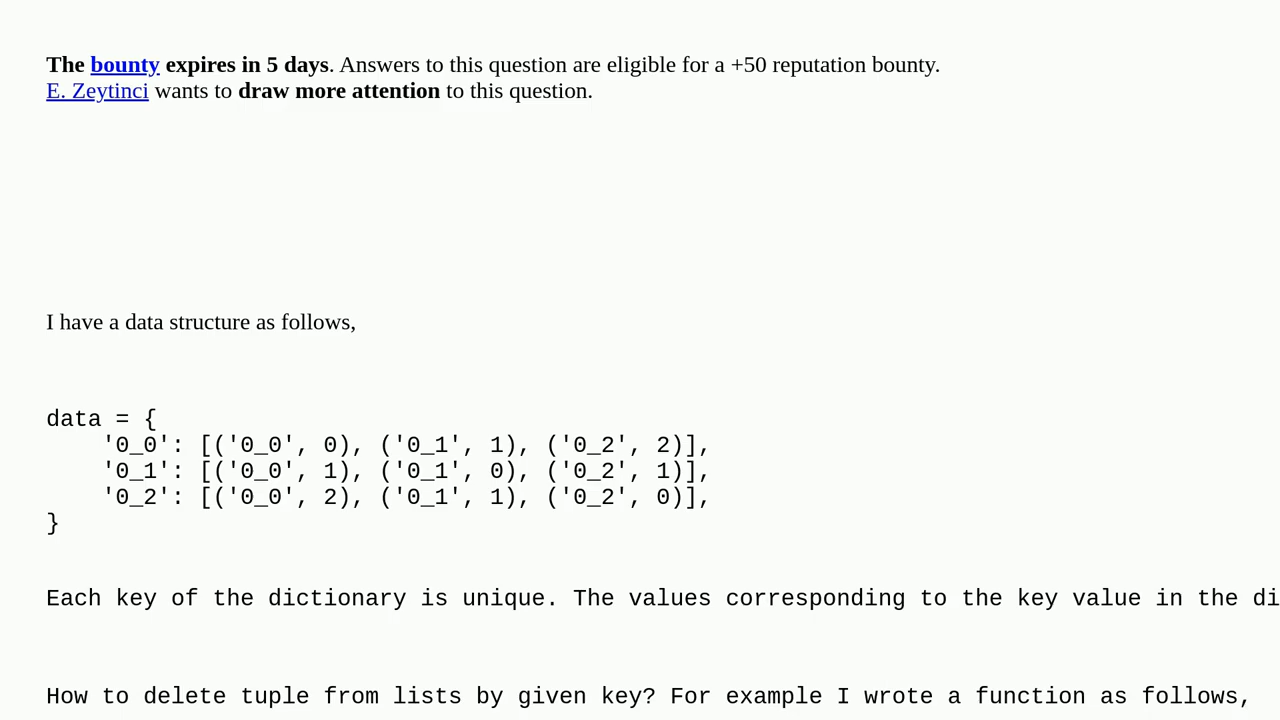 The bounty expires in 5 days. Answers to this question are eligible for a +50 reputation bounty.
E. Zeytinci wants to draw more attention to this question.
I have a data structure as follows,
data = {
    '0_0': [('0_0', 0), ('0_1', 1), ('0_2', 2)],
    '0_1': [('0_0', 1), ('0_1', 0), ('0_2', 1)],
    '0_2': [('0_0', 2), ('0_1', 1), ('0_2', 0)],
}
Each key of the dictionary is unique. The values corresponding to the key value in the di
How to delete tuple from lists by given key? For example I wrote a function as follows,